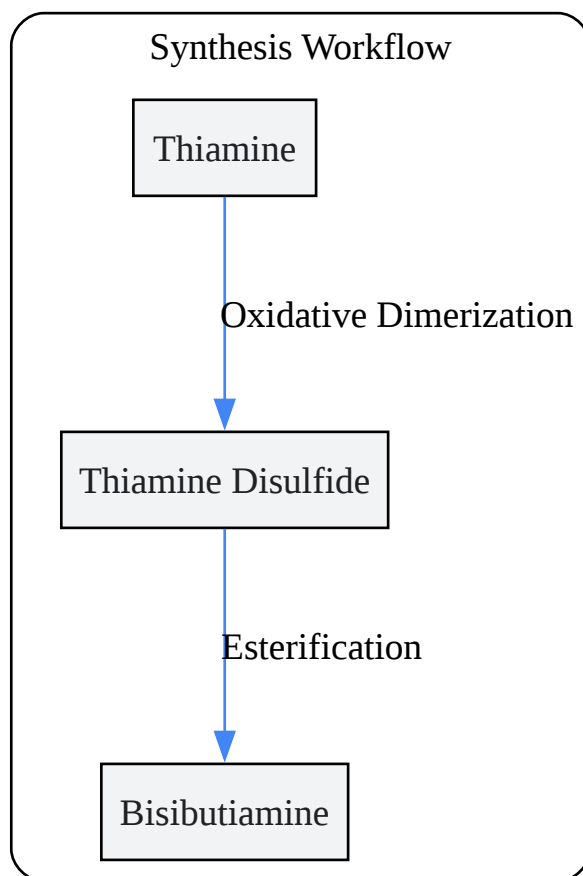 Synthesis Workflow
Thiamine
Oxidative Dimerization
Thiamine Disulfide
Esterification
Bisibutiamine